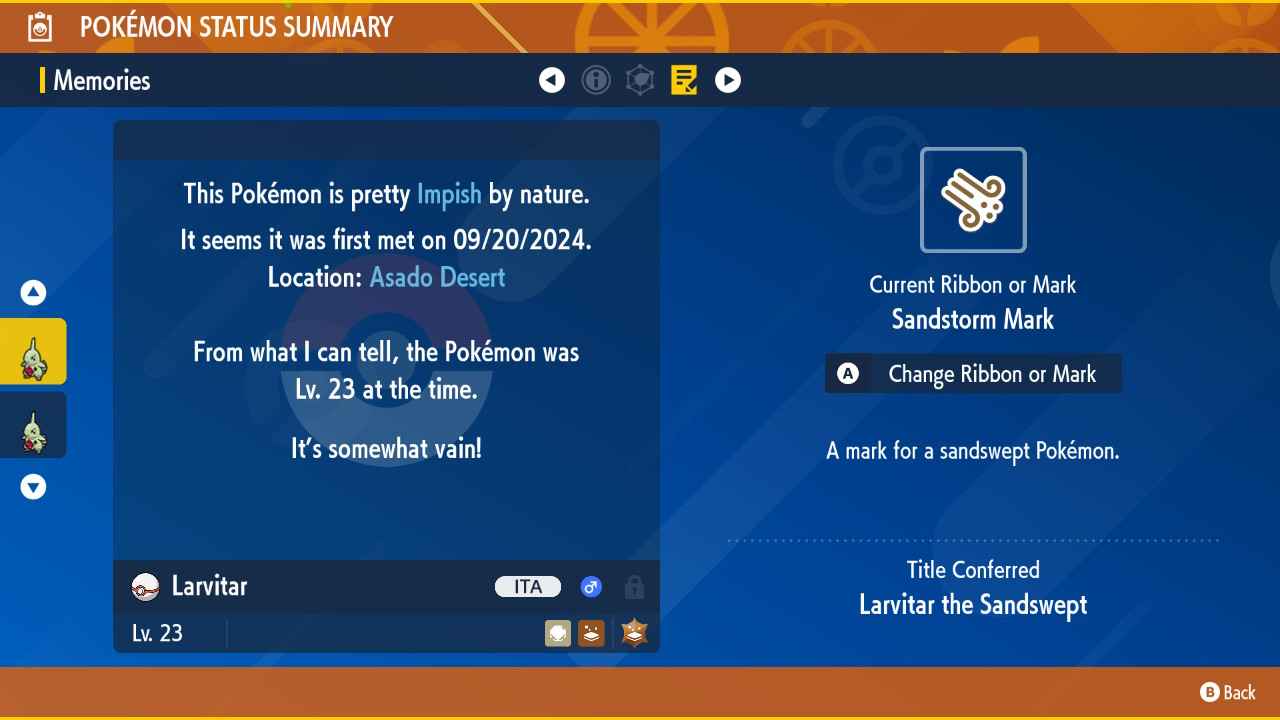 POKÉMON STATUS SUMMARY
Memories
This Pokémon is pretty Impish by nature.
It seems it was first met on 09/20/2024.
Location: Asado Desert
From what I can tell, the Pokémon was
Lv. 23 at the time.
It's somewhat vain!
Larvitar
ITA
Lv. 23
Current Ribbon or Mark
Sandstorm Mark
A Change Ribbon or Mark
A mark for a sandswept Pokémon.
Title Conferred
Larvitar the Sandswept
B Back